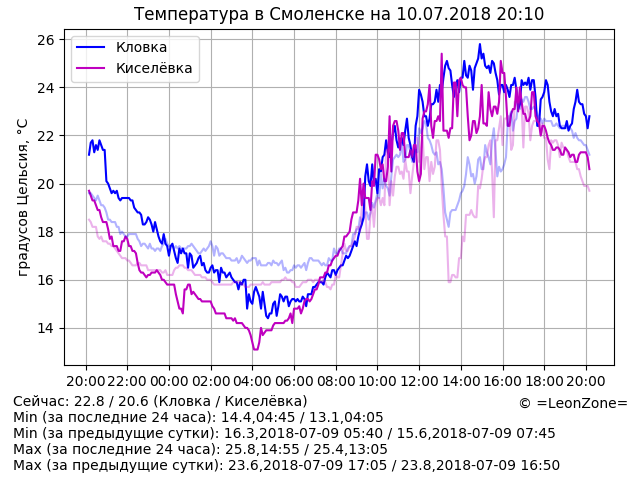 Температура в Смоленске на 10.07.2018 20:10
26
24
22
20
18
16
14
градусов Цельсия, °C
Кловка
Киселёвка
20:00 22:00 00:00 02:00 04:00 06:00 08:00 10:00 12:00 14:00 16:00 18:00 20:00
Сейчас: 22.8 / 20.6 (Кловка / Киселёвка)
© =LeonZone=
Min (за последние 24 часа): 14.4,04:45 / 13.1,04:05
Min (за предыдущие сутки): 16.3,2018-07-09 05:40 / 15.6,2018-07-09 07:45
Max (за последние 24 часа): 25.8,14:55 / 25.4,13:05
Max (за предыдущие сутки): 23.6,2018-07-09 17:05 / 23.8,2018-07-09 16:50